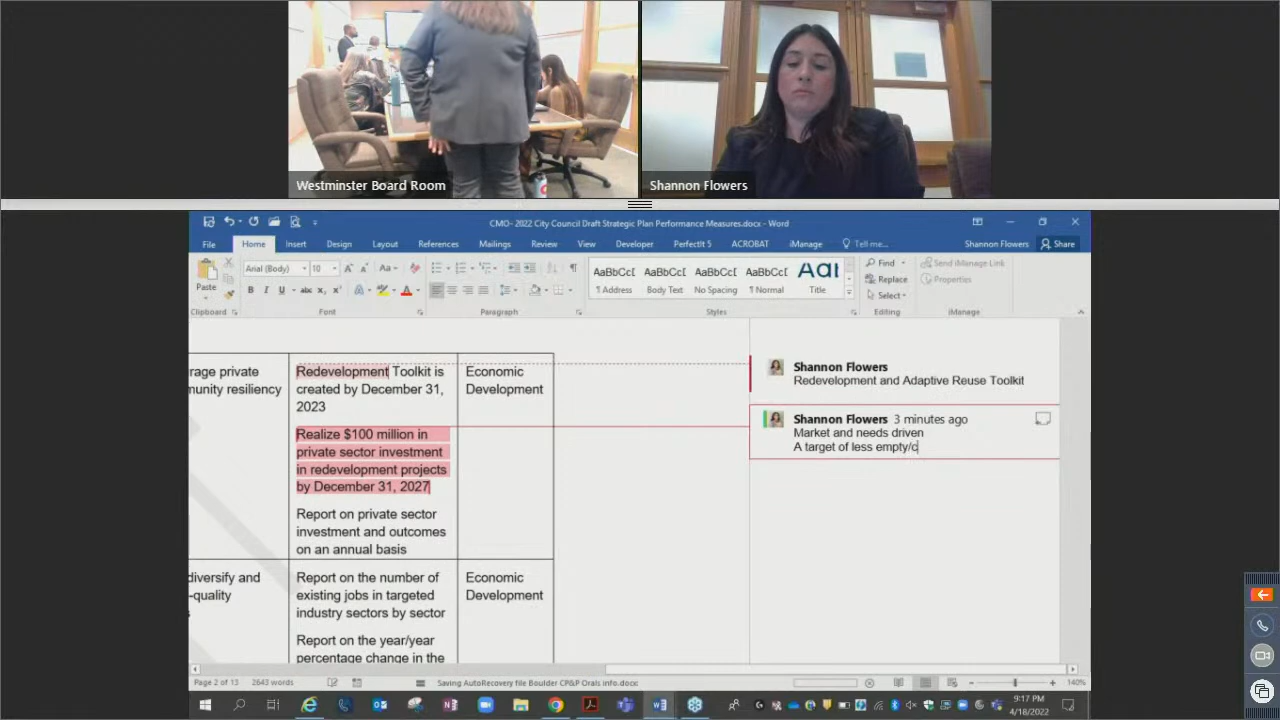 Westminster Board Room
Shannon Flowers
CMO- 2022 City Council Draft Strategic Plan Performance Measures.docx - Word
File Home Insert Design Layout References Mailings Review View Developer PerfectIt 5 ACROBAT iManage Tell me... Shannon Flowers Share
Arial (Body) 10 Aa
Paste
B I U abc x₂ x² A A
AaBbCcI AaBbCcI AaBbCcI AaBbCcI AaI
¶ Address Body Text No Spacing ¶ Normal Title
Find
Replace
Select
Send iManage Link
Properties
Clipboard Font Paragraph Styles Editing iManage
rage private
nunity resiliency
Redevelopment Toolkit is
created by December 31,
2023
Realize $100 million in
private sector investment
in redevelopment projects
by December 31, 2027
Report on private sector
investment and outcomes
on an annual basis
Economic
Development
Shannon Flowers
Redevelopment and Adaptive Reuse Toolkit
Shannon Flowers 3 minutes ago
Market and needs driven
A target of less empty/c
diversify and
-quality
Report on the number of
existing jobs in targeted
industry sectors by sector
Report on the year/year
percentage change in the
Economic
Development
Page 2 of 13 2643 words Saving AutoRecovery file Boulder CP&P Orals info.docx: 140%
9:17 PM
4/18/2022